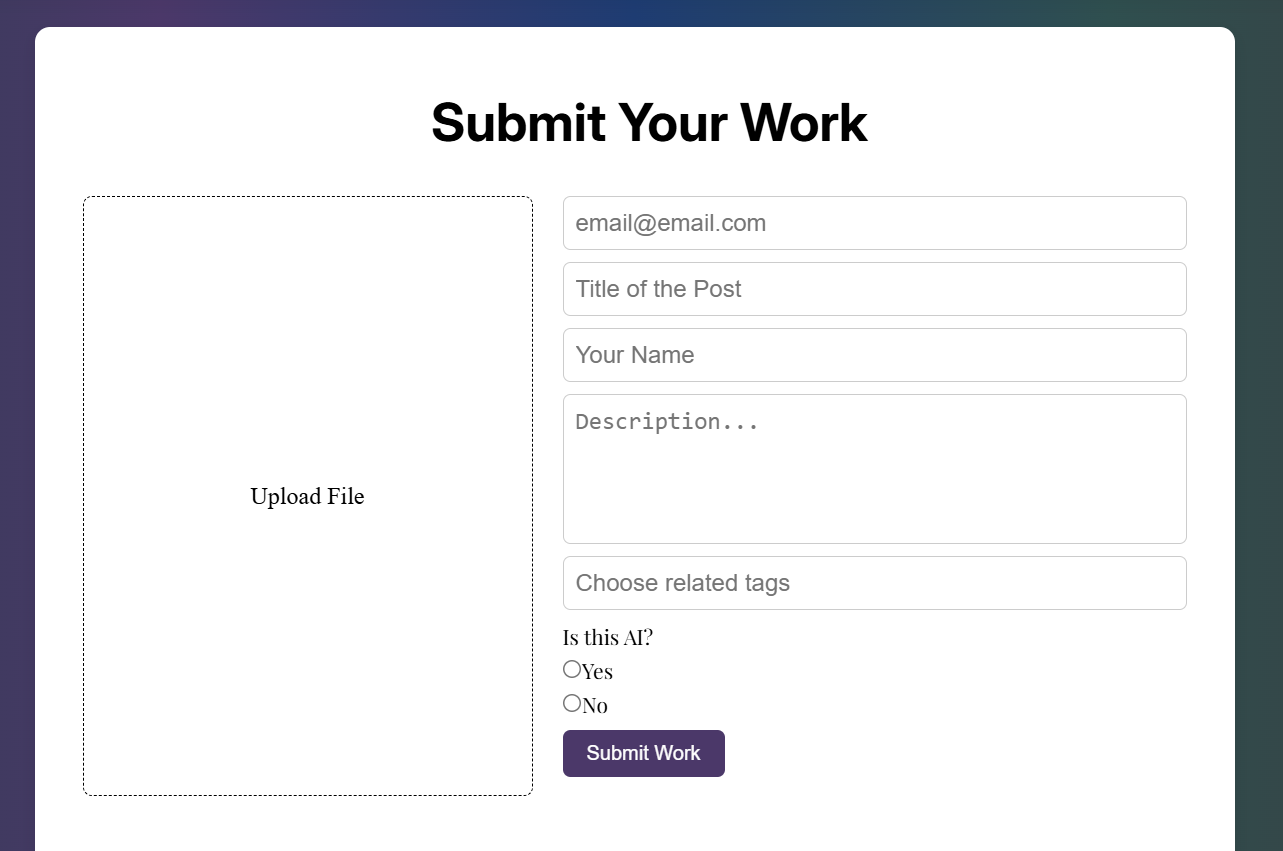 Submit Your Work
Upload File
email@email.com
Title of the Post
Your Name
Description...
Choose related tags
Is this AI?
Yes
No
Submit Work